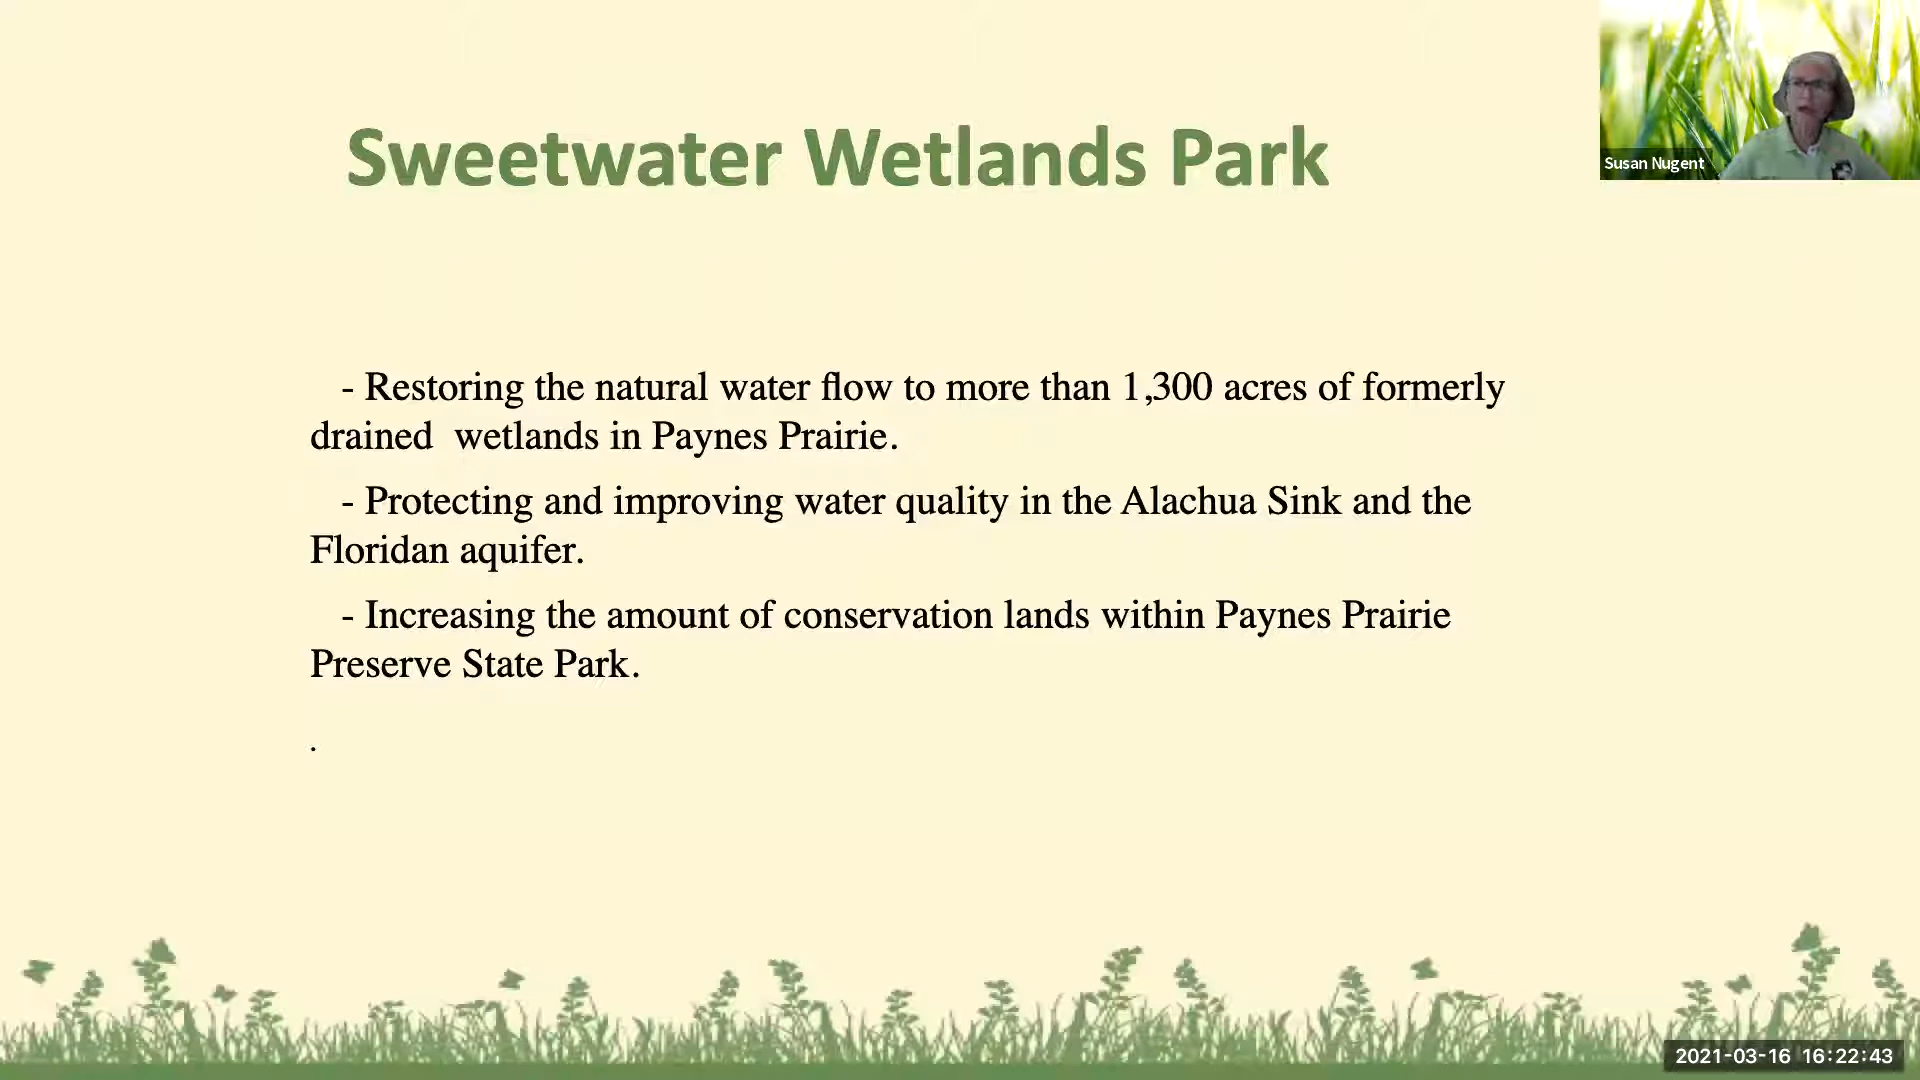 Sweetwater Wetlands Park
Susan Nugent
- Restoring the natural water flow to more than 1,300 acres of formerly
drained  wetlands in Paynes Prairie.
- Protecting and improving water quality in the Alachua Sink and the
Floridan aquifer.
- Increasing the amount of conservation lands within Paynes Prairie
Preserve State Park.
.
2021-03-16 16:22:43